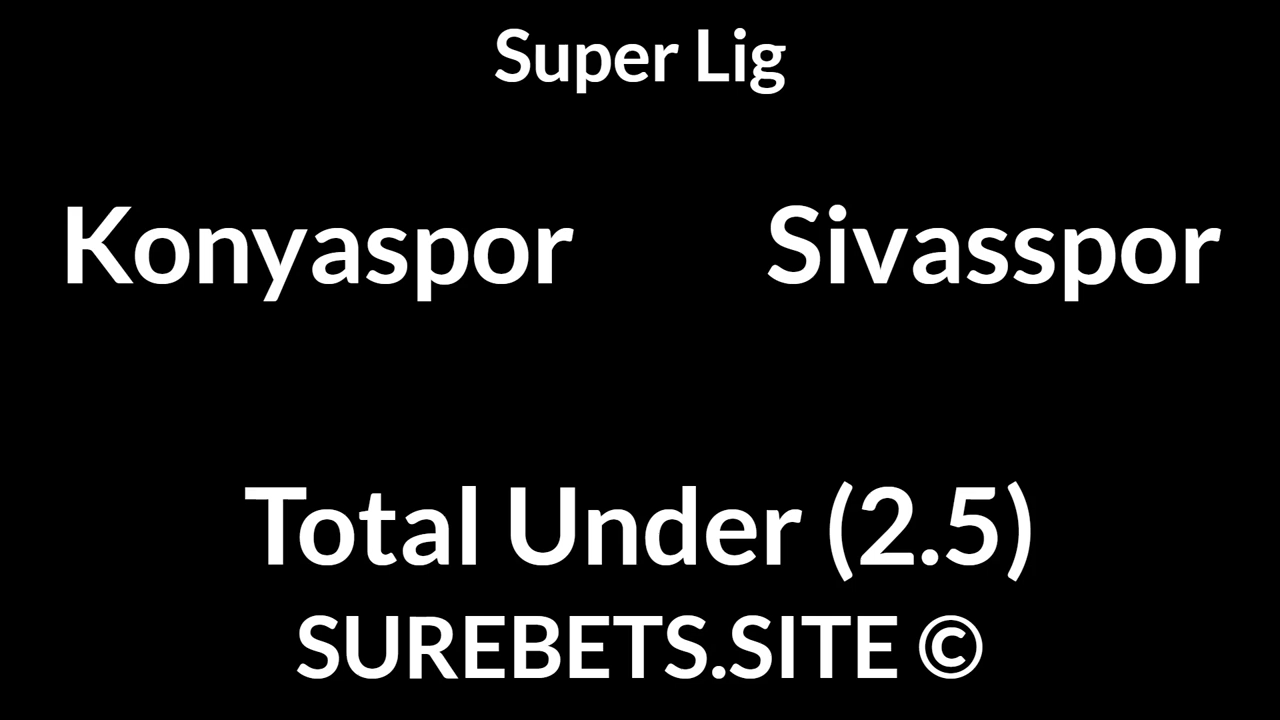 Super Lig
Konyaspor Sivasspor
Total Under (2.5)
SUREBETS.SITE ©